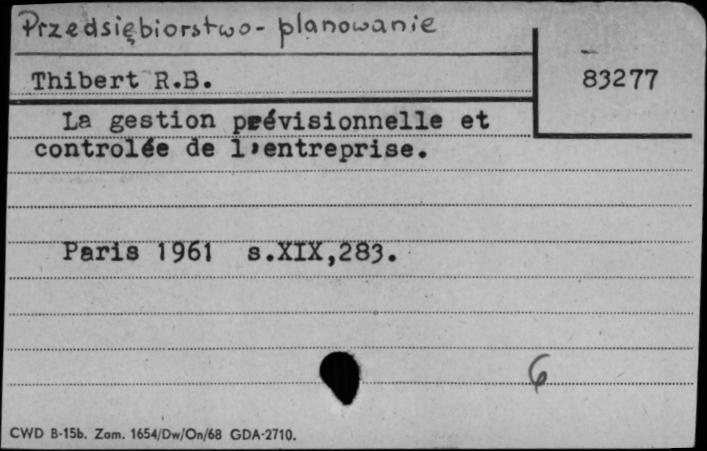 Przedsiębiorstwo - planowanie
Thibert R.B.
83277
La gestion prévisionnelle et
controlée de l'entreprise.
Paris 1961 s.XIX,283.
6
CWD B-15b. Zam. 1654/Dw/On/68 GDA-2710.